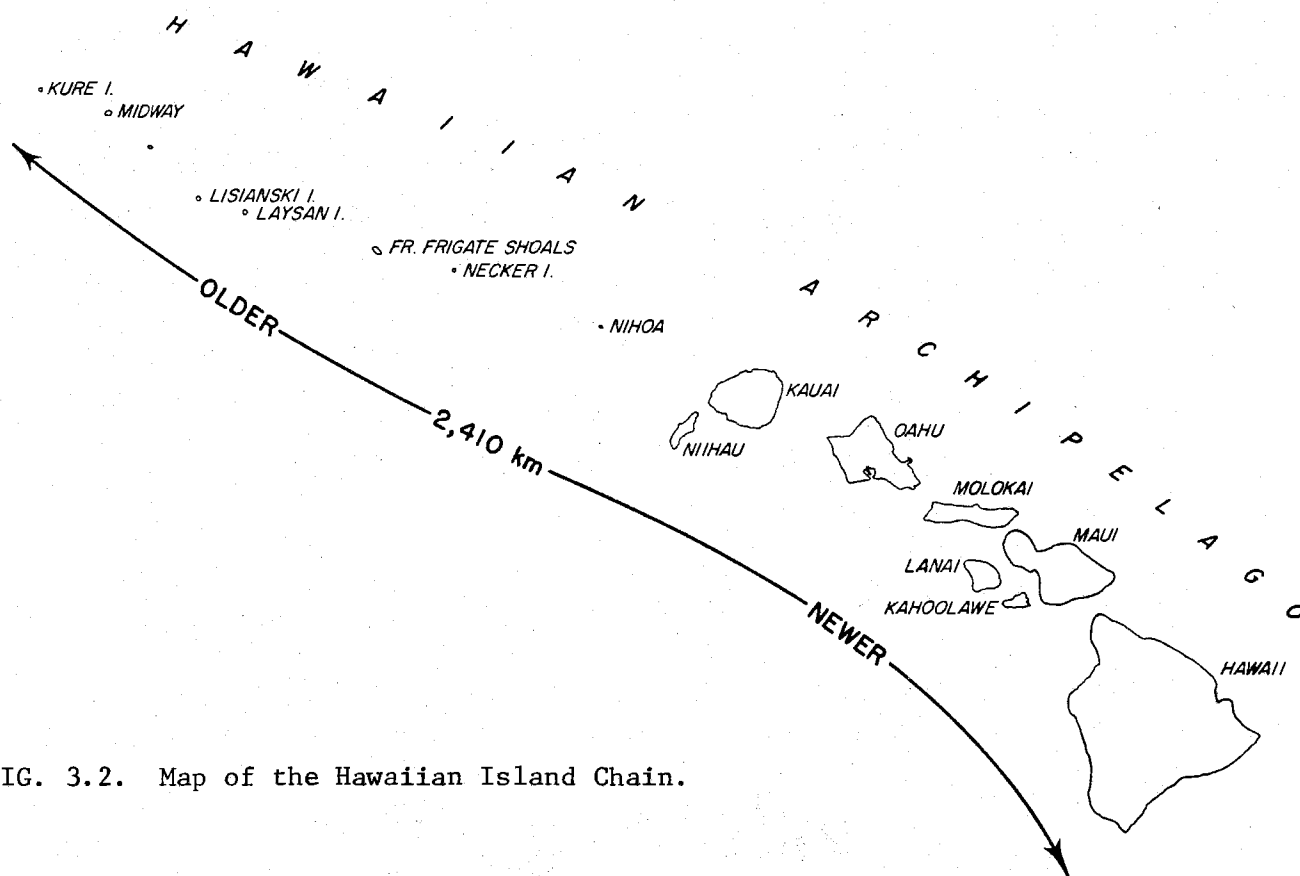 HAWAIIAN
ARCHIPELAGO
KURE I.
MIDWAY
LISIANSKI I.
LAYSAN I.
FR. FRIGATE SHOALS
NECKER I.
NIHOA
KAUAI
NIIHAU
OAHU
MOLOKAI
MAUI
LANAI
KAHOOLAWE
HAWAII
OLDER
2,410 km
NEWER
IG. 3.2. Map of the Hawaiian Island Chain.